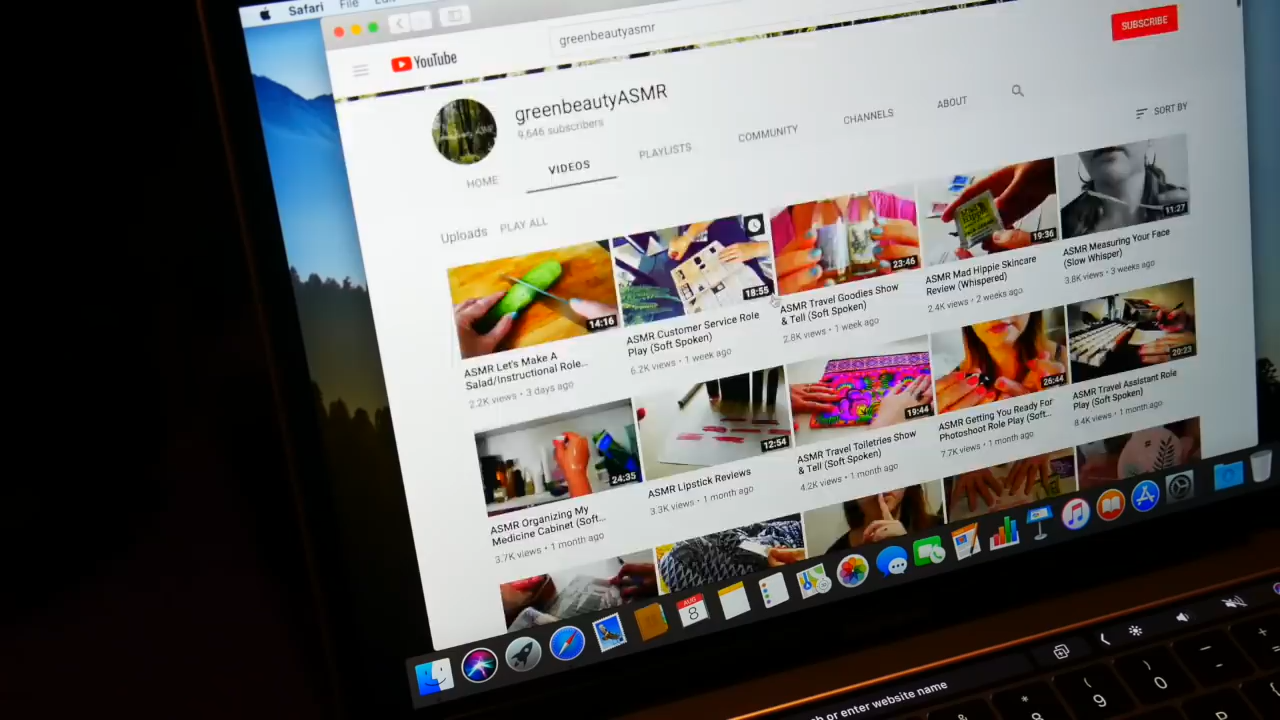 Safari File
YouTube
greenbeautyasmr
SUBSCRIBE
greenbeautyASMR
9,646 subscribers
HOME VIDEOS PLAYLISTS COMMUNITY CHANNELS ABOUT
SORT BY
Uploads PLAY ALL
14:16
18:55
23:46
19:36
11:27
ASMR Let's Make A
Salad/Instructional Role...
2.2K views • 3 days ago
ASMR Customer Service Role
Play (Soft Spoken)
6.2K views • 1 week ago
ASMR Travel Goodies Show
& Tell (Soft Spoken)
2.8K views • 1 week ago
Mad Hippie
ASMR Mad Hippie Skincare
Review (Whispered)
2.4K views • 2 weeks ago
ASMR Measuring Your Face
(Slow Whisper)
3.8K views • 3 weeks ago
24:35
12:54
19:44
26:44
20:23
ASMR Organizing My
Medicine Cabinet (Soft...
3.7K views • 1 month ago
ASMR Lipstick Reviews
3.3K views • 1 month ago
ASMR Travel Toiletries Show
& Tell (Soft Spoken)
4.2K views • 1 month ago
ASMR Getting You Ready For
Photoshoot Role Play (Soft...
7.7K views • 1 month ago
ASMR Travel Assistant Role
Play (Soft Spoken)
8.4K views • 1 month ago
AUG
8
or enter website name
* ( ) _ +
9 0 -